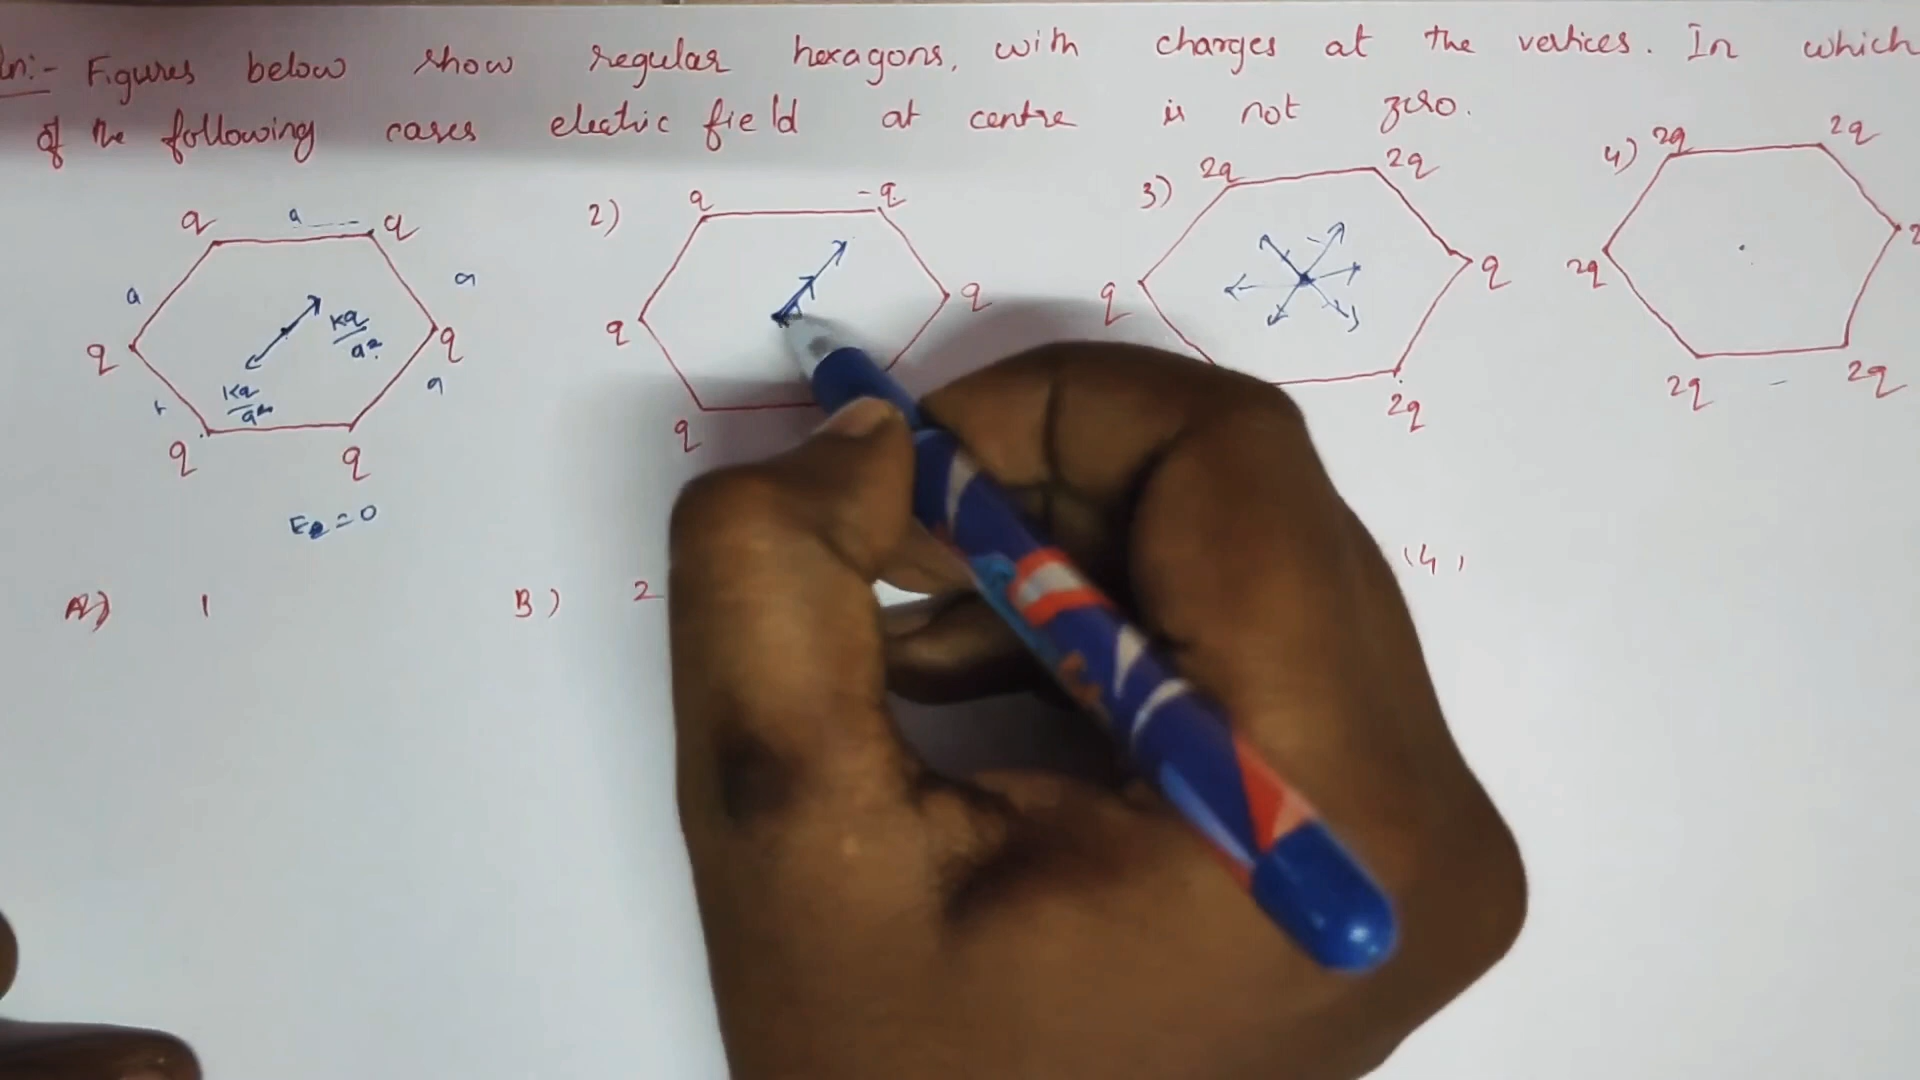 Qn:- Figures below show regular hexagons, with charges at the vertices. In which
of the following cases electric field at centre is not zero.
q a q
a a
q q
Kq/a²
Kq/a²
a
q q
E = 0
2) q -q
q q
q
3) 2q 2q
q q
2q
4) 2q 2q
2q
2q 2q
A) 1 B) 2 (4)